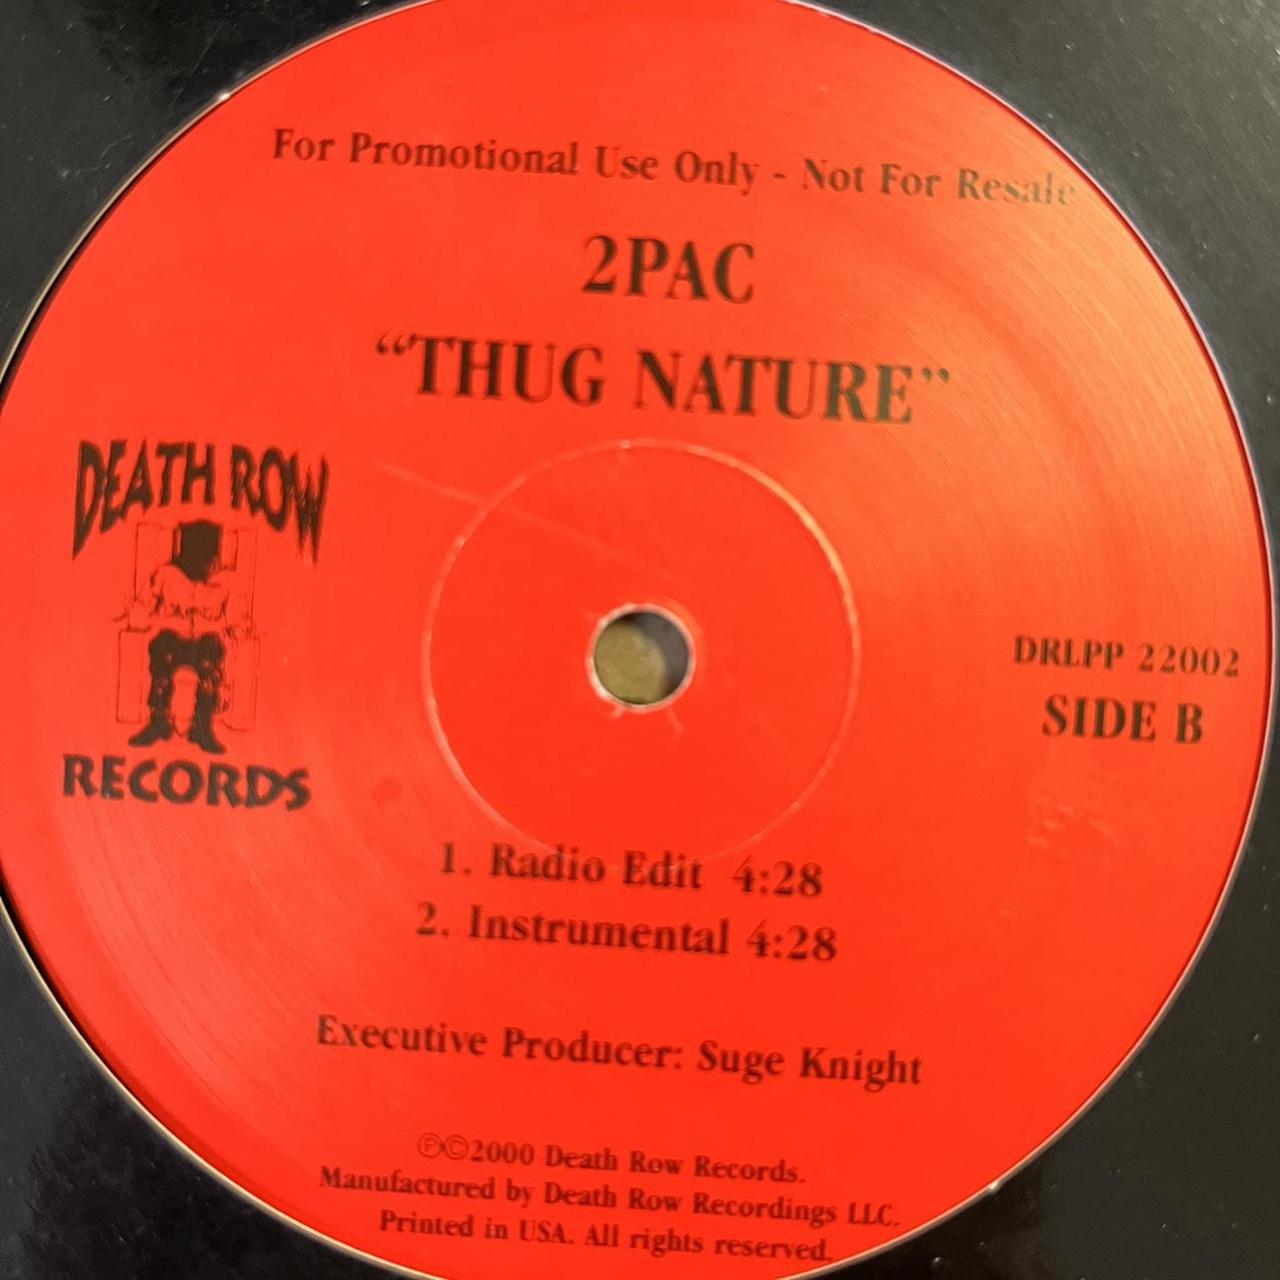 For Promotional Use Only - Not For Resale
2PAC
“THUG NATURE”
DEATH ROW
RECORDS
DRLPP 22002
SIDE B
1. Radio Edit 4:28
2. Instrumental 4:28
Executive Producer: Suge Knight
℗©2000 Death Row Records.
Manufactured by Death Row Recordings LLC.
Printed in USA. All rights reserved.